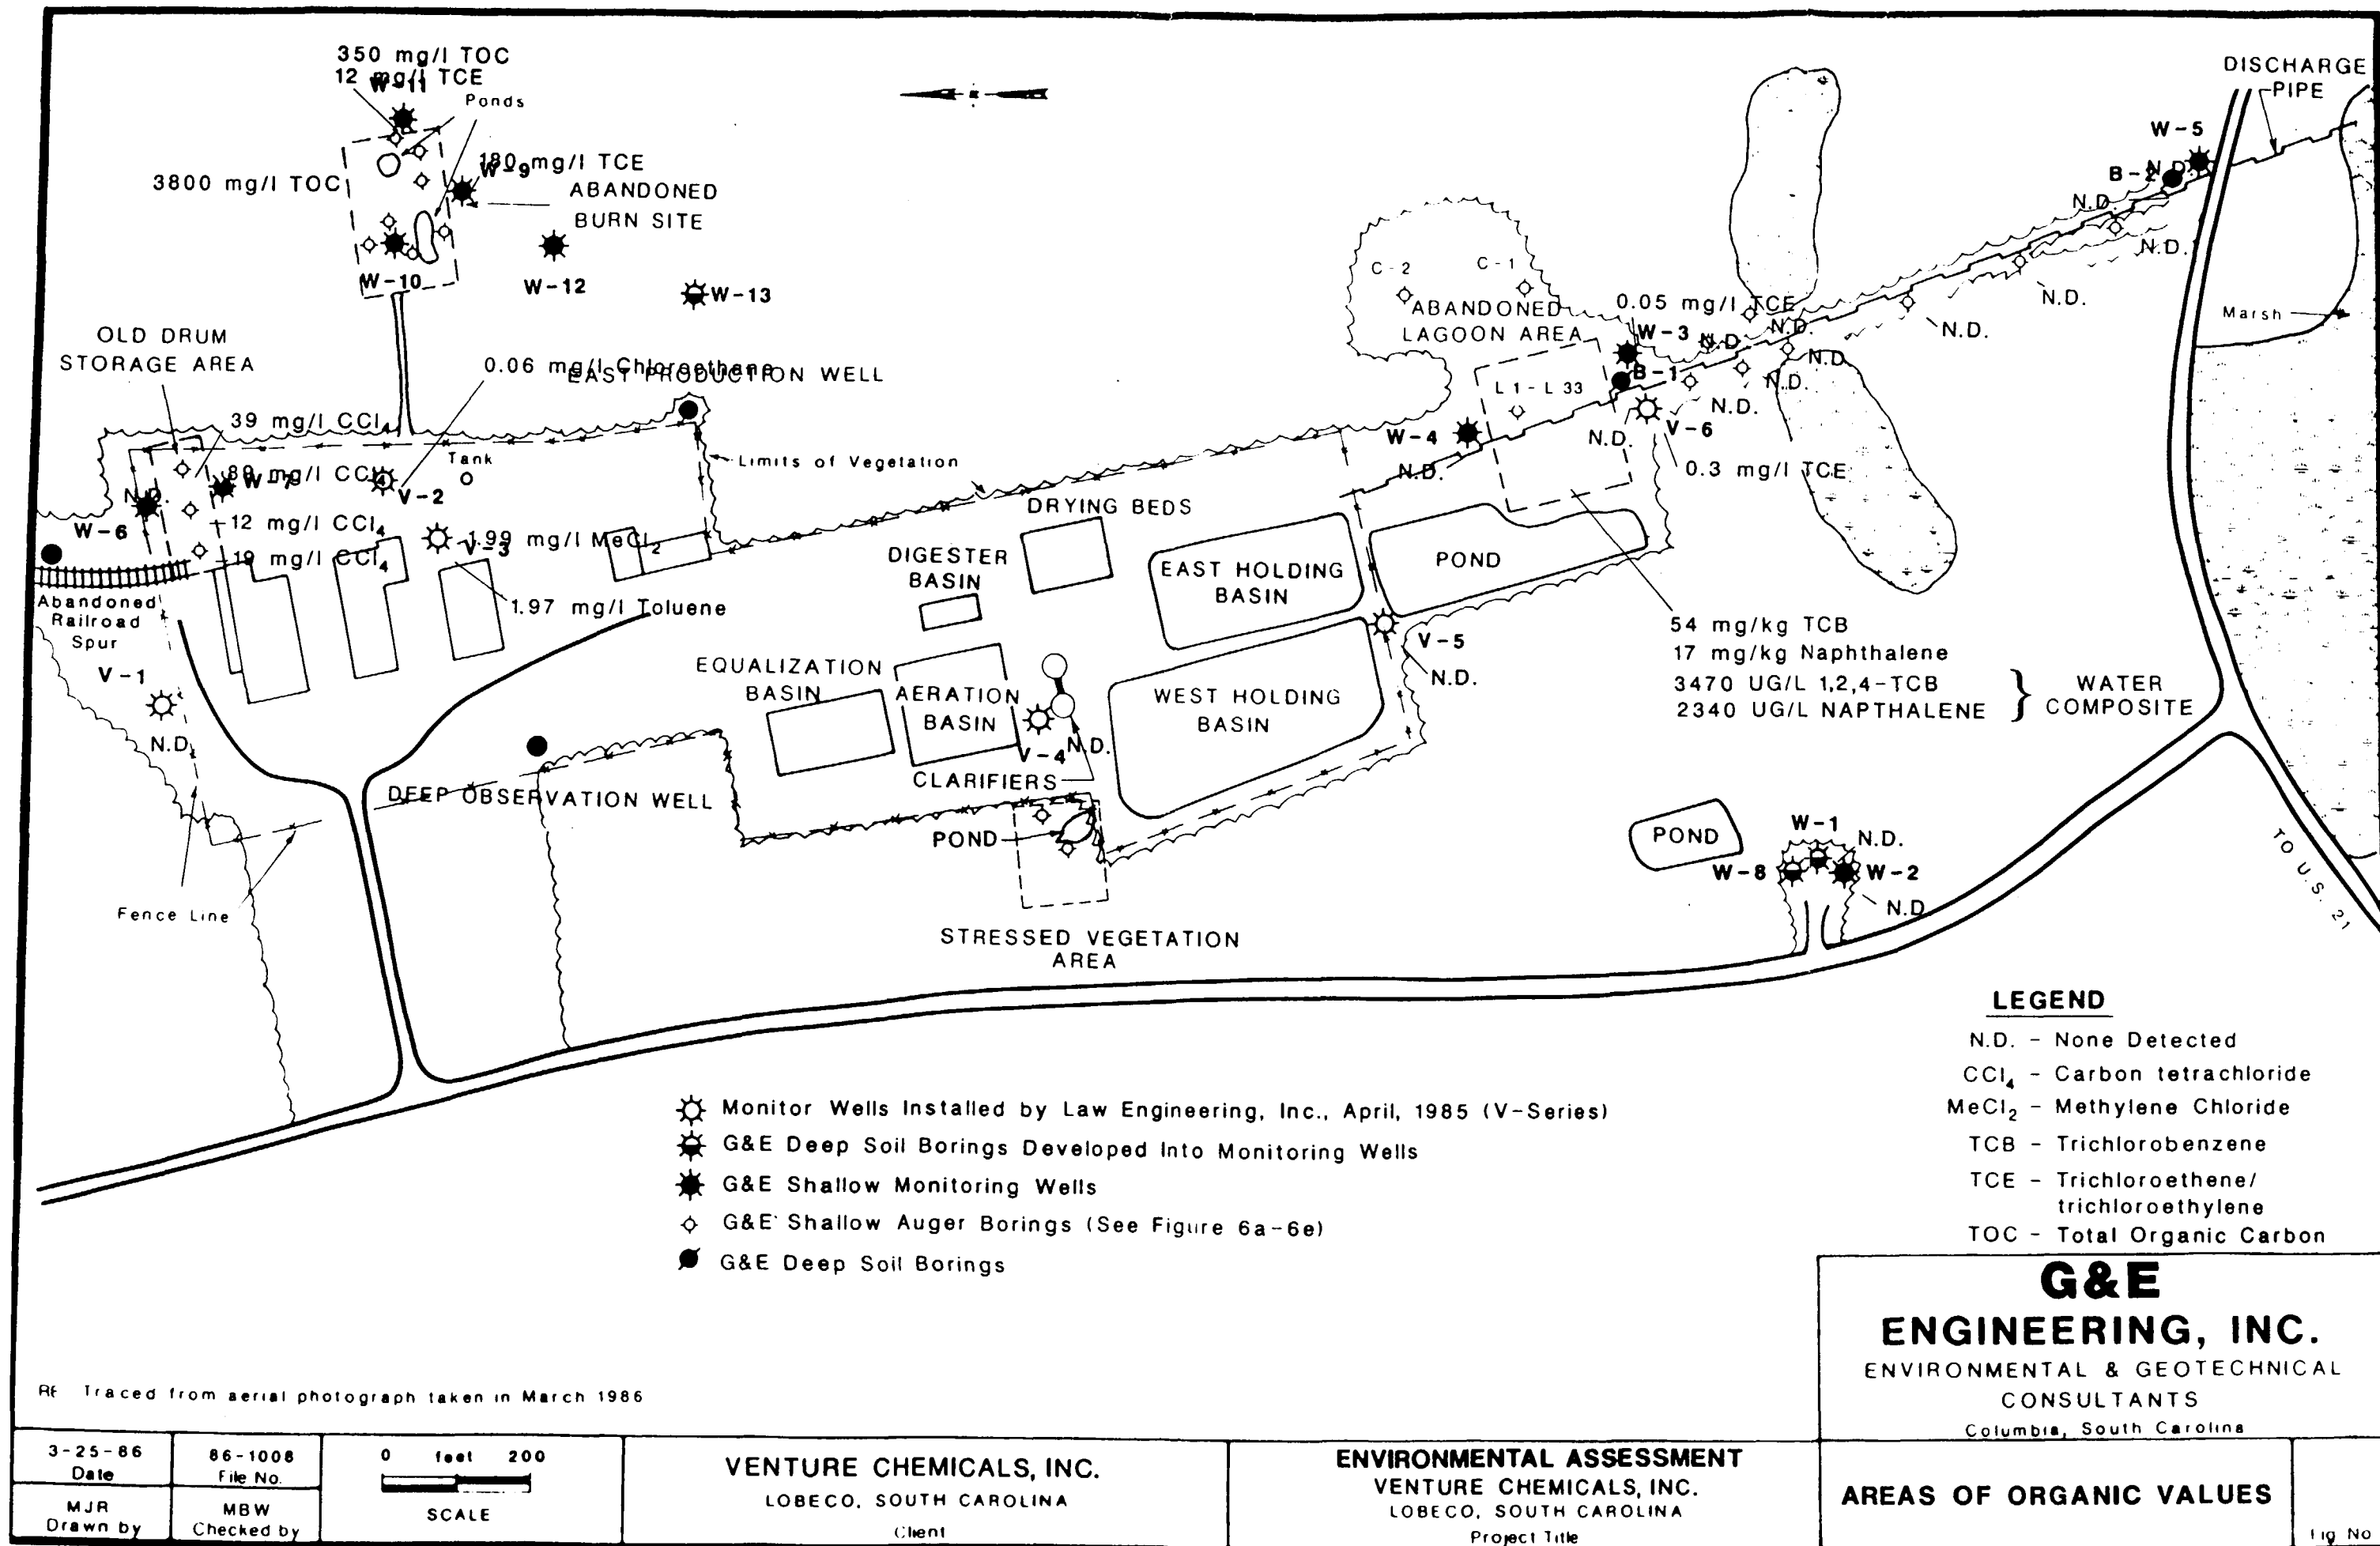 350 mg/l TOC
12 mg/l TCE
W-11
Ponds
3800 mg/l TOC
180 mg/l TCE
W-9
ABANDONED
BURN SITE
W-10
W-12
W-13
OLD DRUM
STORAGE AREA
0.06 mg/l Chloroethane
EAST PRODUCTION WELL
39 mg/l CCl4
89 mg/l CCl4
W-7
N.D.
W-6
12 mg/l CCl4
19 mg/l CCl4
V-2
Tank
V-3
1.99 mg/l MeCl2
1.97 mg/l Toluene
Limits of Vegetation
Abandoned
Railroad
Spur
V-1
N.D.
Fence Line
DEEP OBSERVATION WELL
DRYING BEDS
DIGESTER
BASIN
EQUALIZATION
BASIN
AERATION
BASIN
V-4
N.D.
CLARIFIERS
POND
STRESSED VEGETATION
AREA
EAST HOLDING
BASIN
WEST HOLDING
BASIN
POND
V-5
N.D.
C-2
C-1
ABANDONED
LAGOON AREA
L 1 - L 33
W-4
N.D.
0.05 mg/l TCE
W-3
B-1
N.D.
N.D.
N.D.
N.D.
N.D.
N.D.
V-6
0.3 mg/l TCE
N.D.
N.D.
N.D.
N.D.
B-2
N.D.
W-5
DISCHARGE
PIPE
Marsh
54 mg/kg TCB
17 mg/kg Naphthalene
3470 UG/L 1,2,4-TCB
2340 UG/L NAPTHALENE
WATER
COMPOSITE
POND
W-1
N.D.
W-8
W-2
N.D.
TO U.S. 21
LEGEND
N.D. - None Detected
CCl4 - Carbon tetrachloride
MeCl2 - Methylene Chloride
TCB - Trichlorobenzene
TCE - Trichloroethene/
trichloroethylene
TOC - Total Organic Carbon
Monitor Wells Installed by Law Engineering, Inc., April, 1985 (V-Series)
G&E Deep Soil Borings Developed Into Monitoring Wells
G&E Shallow Monitoring Wells
G&E Shallow Auger Borings (See Figure 6a-6e)
G&E Deep Soil Borings
G&E
ENGINEERING, INC.
ENVIRONMENTAL & GEOTECHNICAL
CONSULTANTS
Columbia, South Carolina
Traced from aerial photograph taken in March 1986
3-25-86
Date
86-1008
File No.
MJR
Drawn by
MBW
Checked by
0 feet 200
SCALE
VENTURE CHEMICALS, INC.
LOBECO, SOUTH CAROLINA
Client
ENVIRONMENTAL ASSESSMENT
VENTURE CHEMICALS, INC.
LOBECO, SOUTH CAROLINA
Project Title
AREAS OF ORGANIC VALUES
Fig No